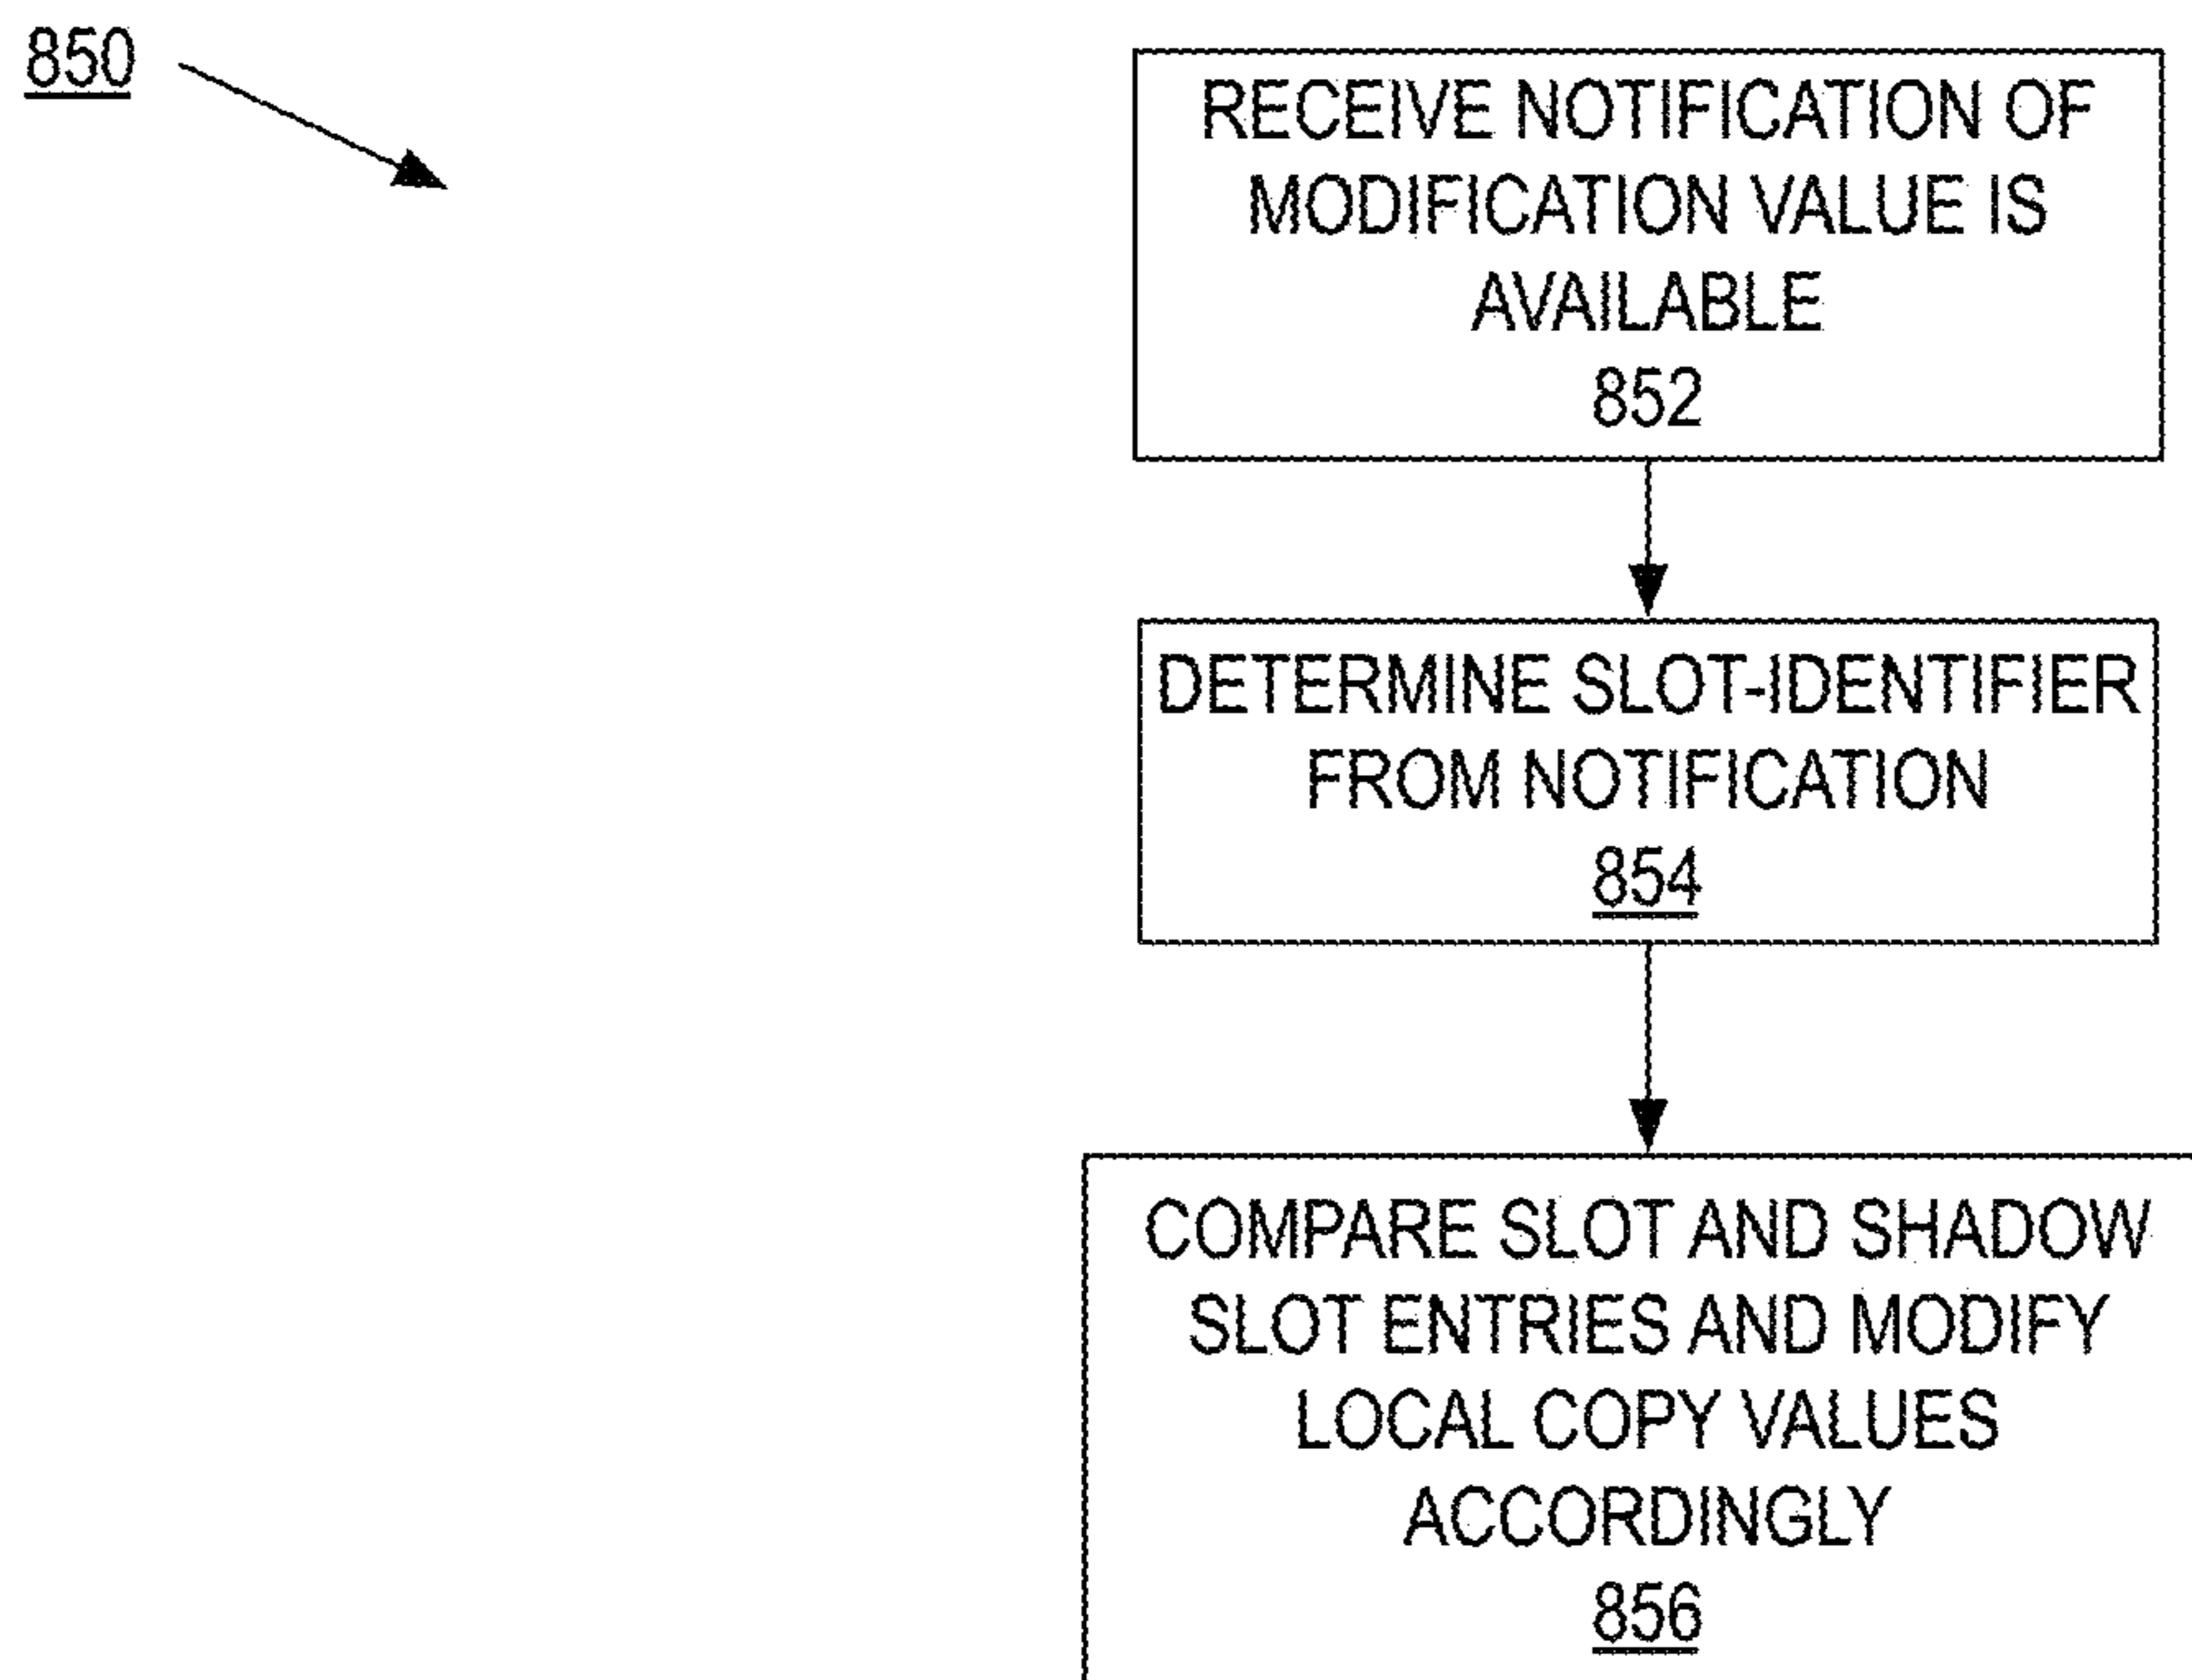 850
RECEIVE NOTIFICATION OF
MODIFICATION VALUE IS
AVAILABLE
852
DETERMINE SLOT-IDENTIFIER
FROM NOTIFICATION
854
COMPARE SLOT AND SHADOW
SLOT ENTRIES AND MODIFY
LOCAL COPY VALUES
ACCORDINGLY
856